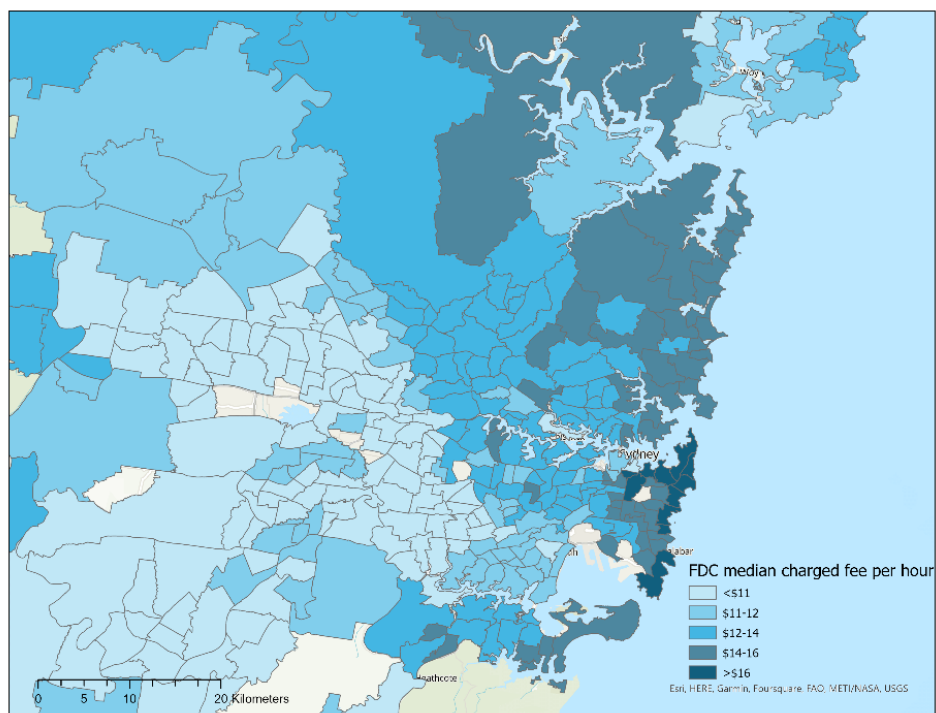 Sydney
FDC median charged fee per hour
<$11
$11-12
$12-14
$14-16
>$16
0 5 10 20 Kilometers
Esri, HERE, Garmin, Foursquare, FAO, METI/NASA, USGS